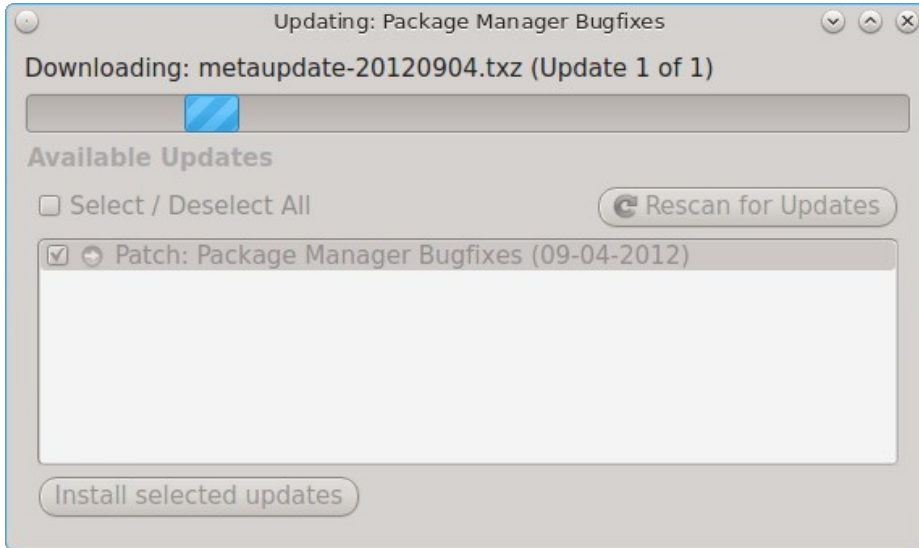 Updating: Package Manager Bugfixes
Downloading: metaupdate-20120904.txz (Update 1 of 1)
Available Updates
Select / Deselect All
Rescan for Updates
Patch: Package Manager Bugfixes (09-04-2012)
Install selected updates